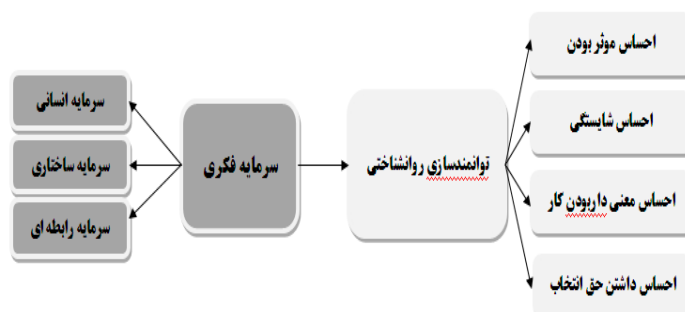 احساس موثر بودن
احساس شایستگی
احساس معنی داربودن کار
احساس داشتن حق انتخاب
توانمندسازی روانشناختی
سرمایه فکری
سرمایه انسانی
سرمایه ساختاری
سرمایه رابطه ای